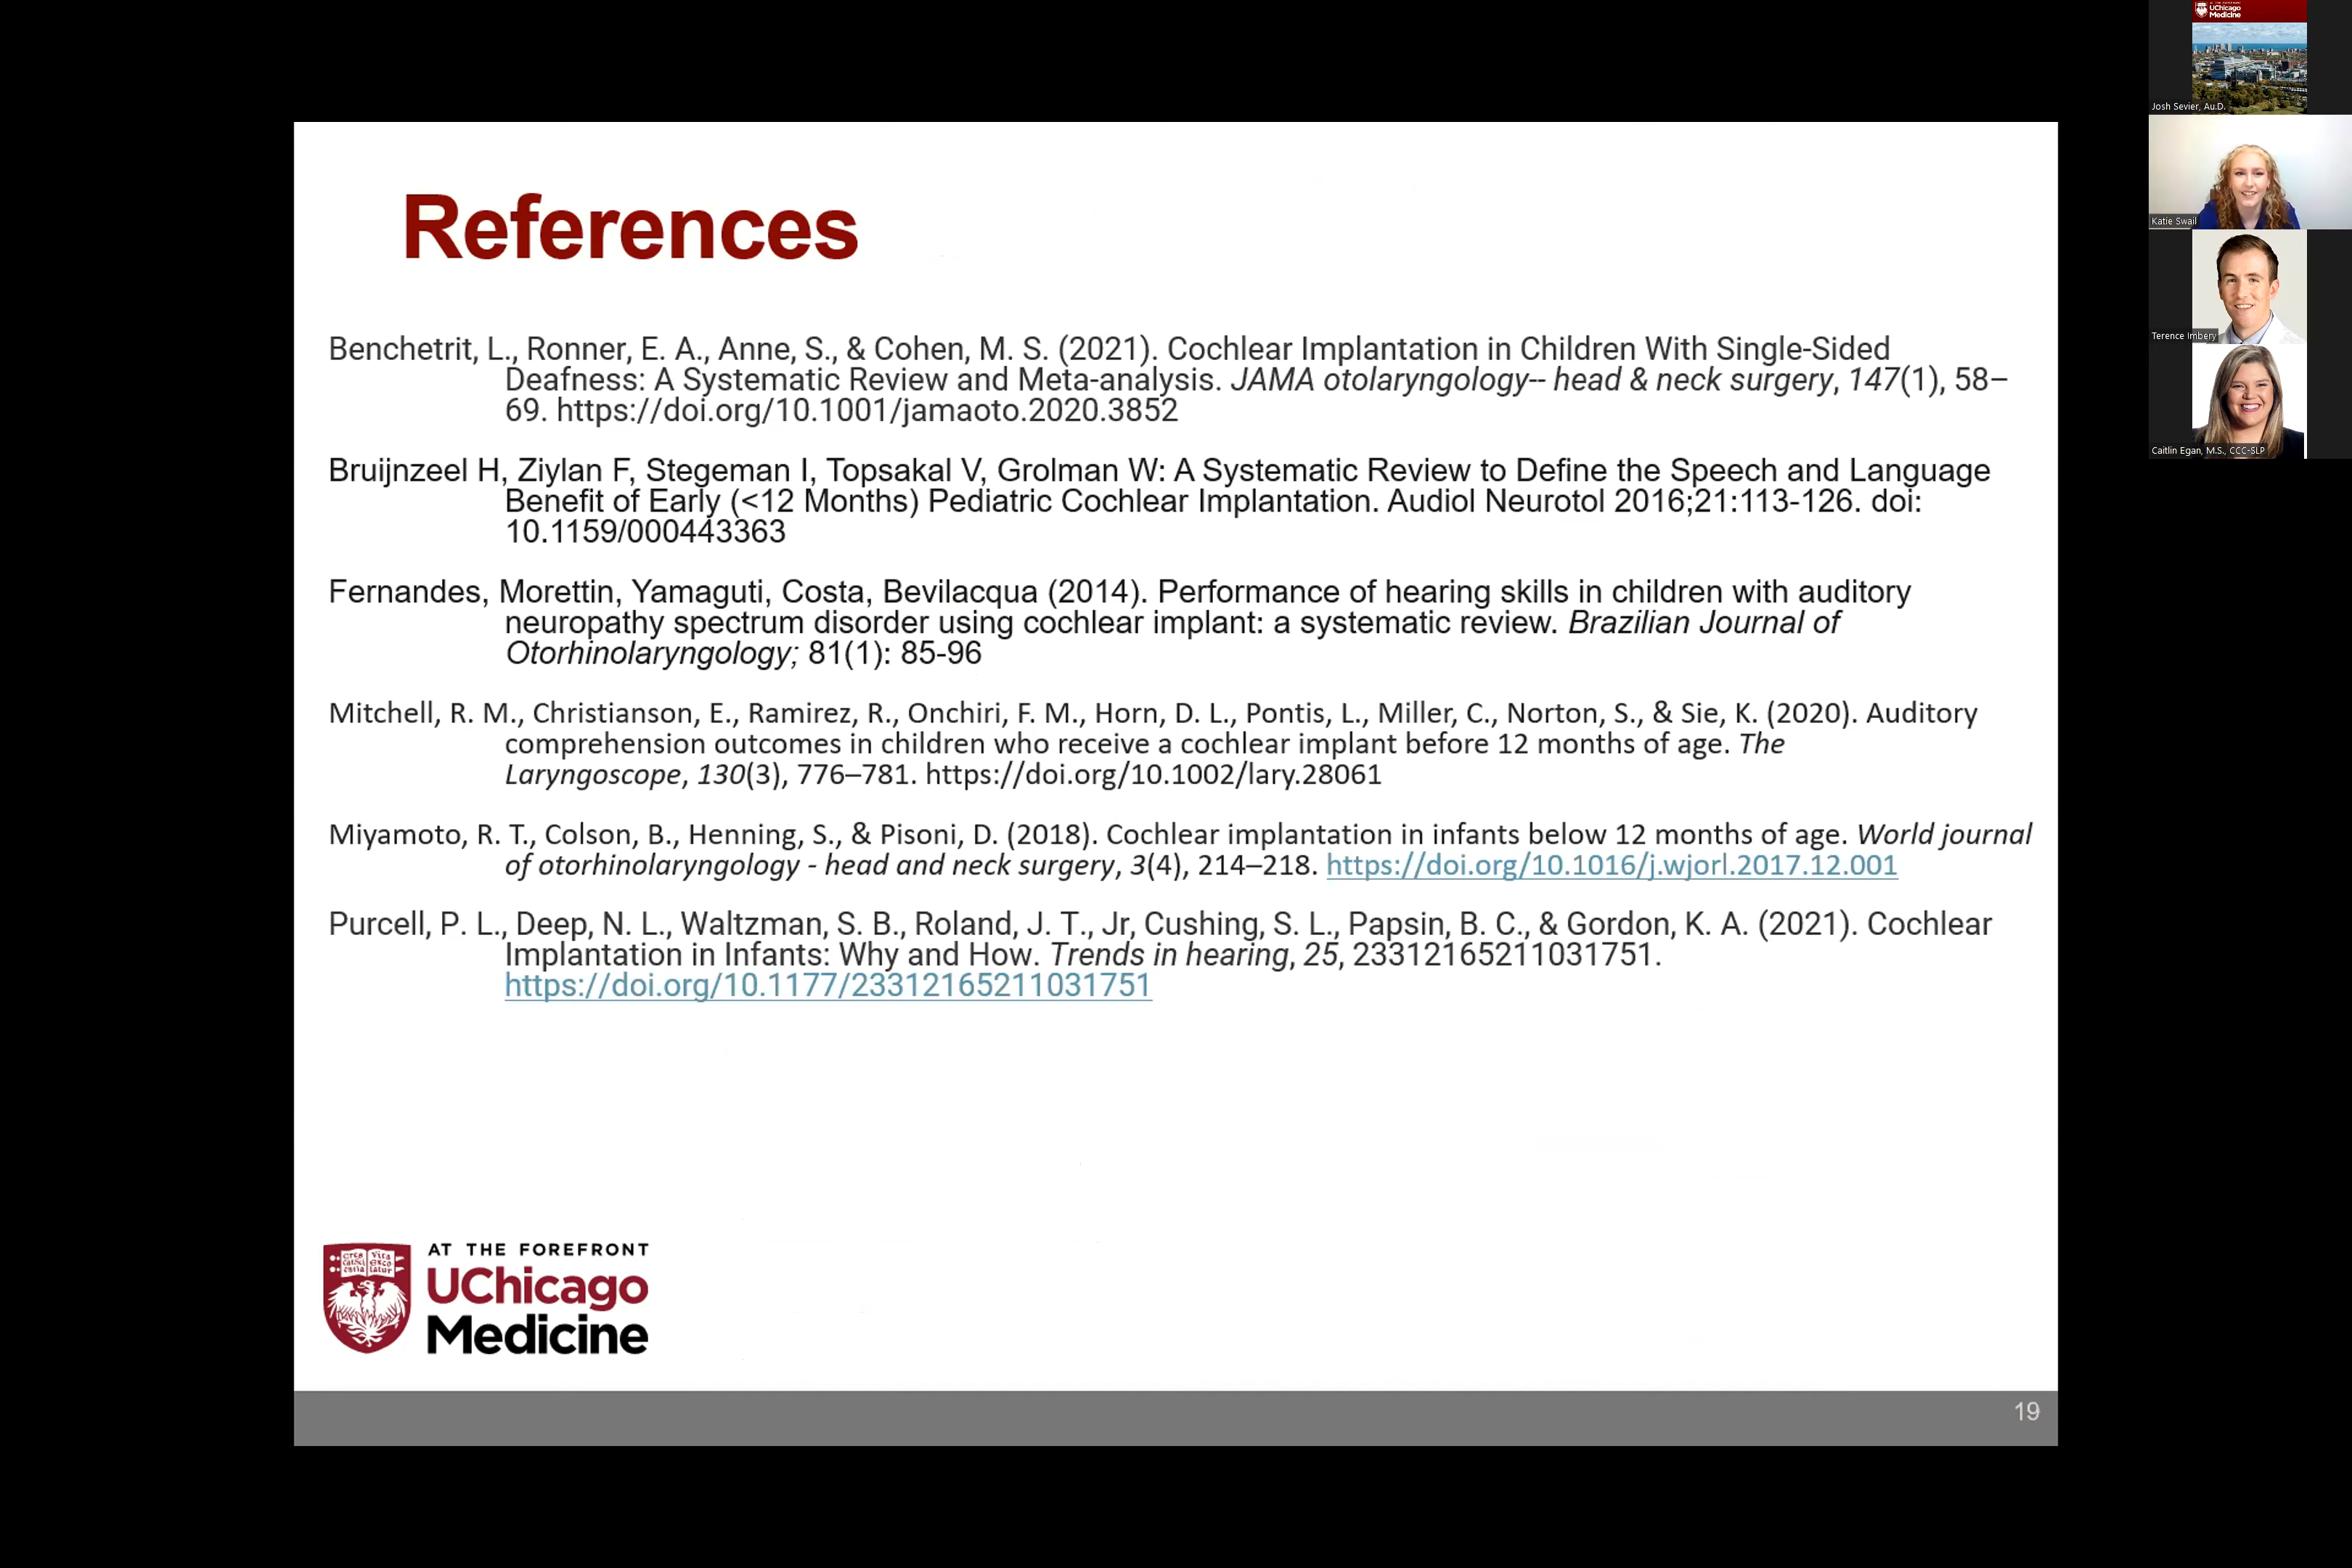 References
Benchetrit, L., Ronner, E. A., Anne, S., & Cohen, M. S. (2021). Cochlear Implantation in Children With Single-Sided
Deafness: A Systematic Review and Meta-analysis. JAMA otolaryngology-- head & neck surgery, 147(1), 58–
69. https://doi.org/10.1001/jamaoto.2020.3852
Bruijnzeel H, Ziylan F, Stegeman I, Topsakal V, Grolman W: A Systematic Review to Define the Speech and Language
Benefit of Early (<12 Months) Pediatric Cochlear Implantation. Audiol Neurotol 2016;21:113-126. doi:
10.1159/000443363
Fernandes, Morettin, Yamaguti, Costa, Bevilacqua (2014). Performance of hearing skills in children with auditory
neuropathy spectrum disorder using cochlear implant: a systematic review. Brazilian Journal of
Otorhinolaryngology; 81(1): 85-96
Mitchell, R. M., Christianson, E., Ramirez, R., Onchiri, F. M., Horn, D. L., Pontis, L., Miller, C., Norton, S., & Sie, K. (2020). Auditory
comprehension outcomes in children who receive a cochlear implant before 12 months of age. The
Laryngoscope, 130(3), 776–781. https://doi.org/10.1002/lary.28061
Miyamoto, R. T., Colson, B., Henning, S., & Pisoni, D. (2018). Cochlear implantation in infants below 12 months of age. World journal
of otorhinolaryngology - head and neck surgery, 3(4), 214–218. https://doi.org/10.1016/j.wjorl.2017.12.001
Purcell, P. L., Deep, N. L., Waltzman, S. B., Roland, J. T., Jr, Cushing, S. L., Papsin, B. C., & Gordon, K. A. (2021). Cochlear
Implantation in Infants: Why and How. Trends in hearing, 25, 23312165211031751.
https://doi.org/10.1177/23312165211031751
AT THE FOREFRONT
UChicago
Medicine
19
UChicago
Medicine
Josh Sevier, Au.D.
Katie Swail
Terence Imbery
Caitlin Egan, M.S., CCC-SLP